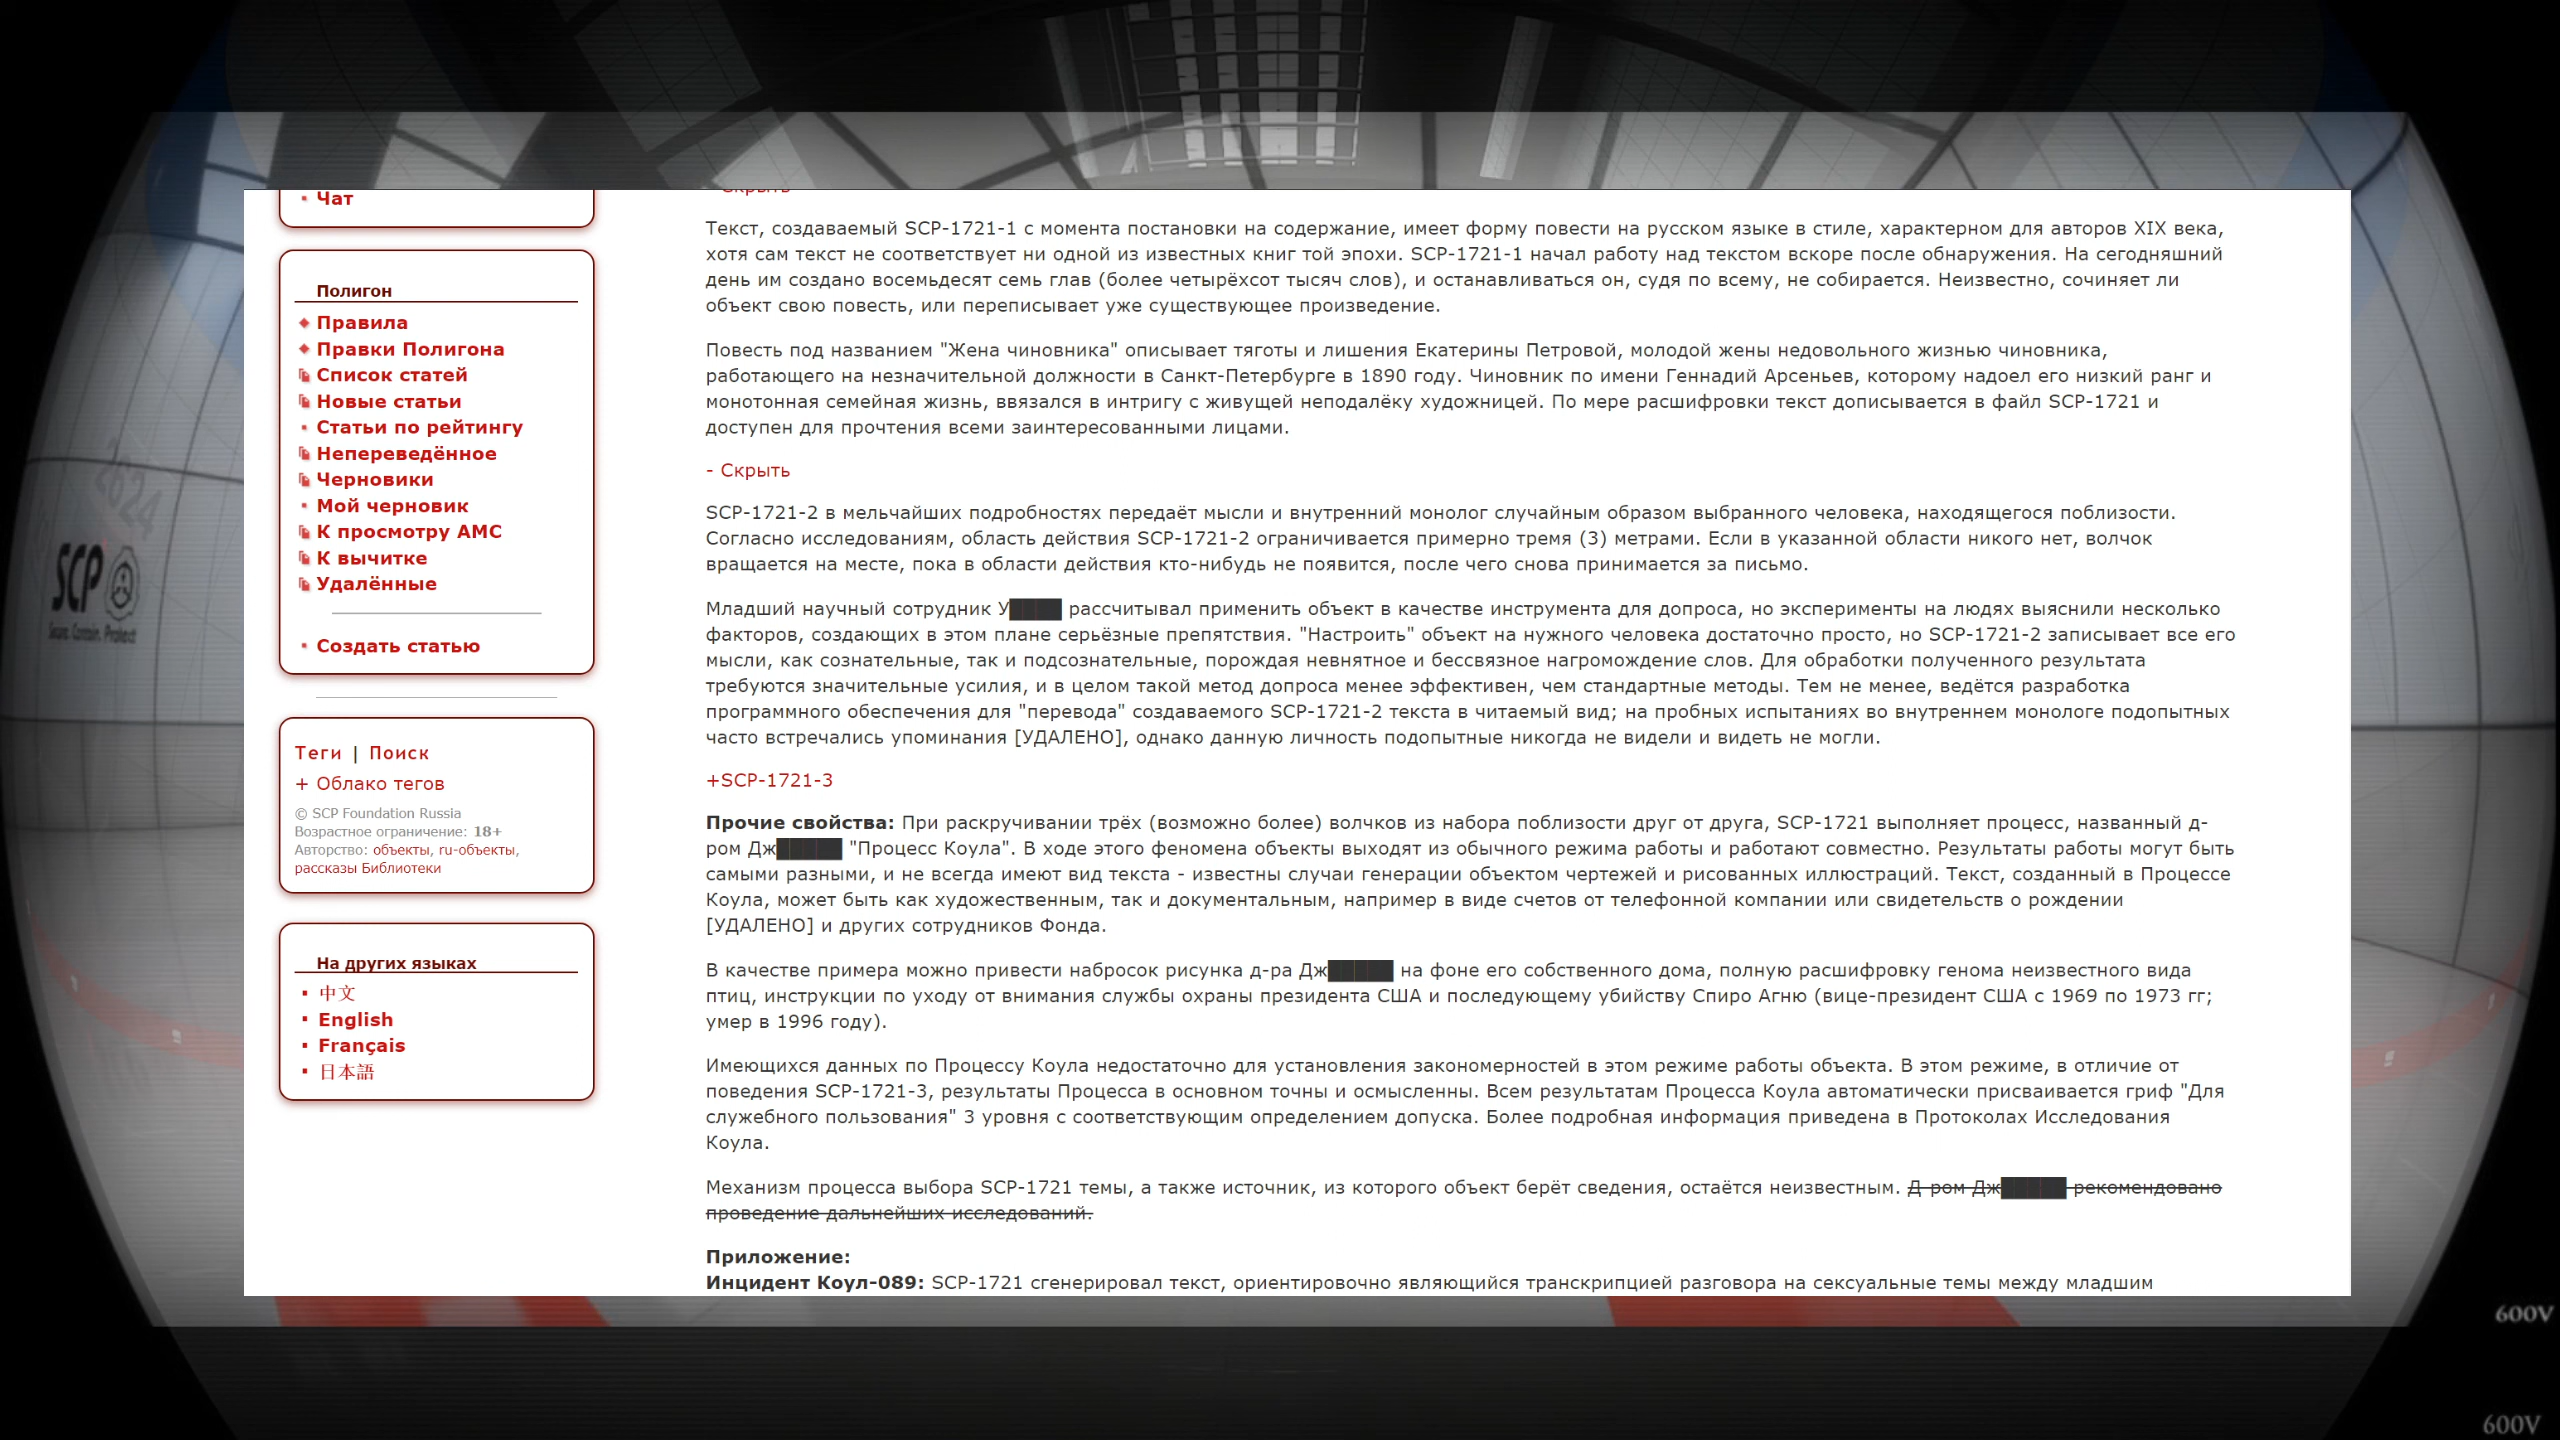 Чат
Полигон
Правила
Правки Полигона
Список статей
Новые статьи
Статьи по рейтингу
Непереведённое
Черновики
Мой черновик
К просмотру АМС
К вычитке
Удалённые
Создать статью
Теги | Поиск
+ Облако тегов
© SCP Foundation Russia
Возрастное ограничение: 18+
Авторство: объекты, ru-объекты,
рассказы Библиотеки
На других языках
中文
English
Français
日本語
Скрыть
Текст, создаваемый SCP-1721-1 с момента постановки на содержание, имеет форму повести на русском языке в стиле, характерном для авторов XIX века,
хотя сам текст не соответствует ни одной из известных книг той эпохи. SCP-1721-1 начал работу над текстом вскоре после обнаружения. На сегодняшний
день им создано восемьдесят семь глав (более четырёхсот тысяч слов), и останавливаться он, судя по всему, не собирается. Неизвестно, сочиняет ли
объект свою повесть, или переписывает уже существующее произведение.
Повесть под названием "Жена чиновника" описывает тяготы и лишения Екатерины Петровой, молодой жены недовольного жизнью чиновника,
работающего на незначительной должности в Санкт-Петербурге в 1890 году. Чиновник по имени Геннадий Арсеньев, которому надоел его низкий ранг и
монотонная семейная жизнь, ввязался в интригу с живущей неподалёку художницей. По мере расшифровки текст дописывается в файл SCP-1721 и
доступен для прочтения всеми заинтересованными лицами.
- Скрыть
SCP-1721-2 в мельчайших подробностях передаёт мысли и внутренний монолог случайным образом выбранного человека, находящегося поблизости.
Согласно исследованиям, область действия SCP-1721-2 ограничивается примерно тремя (3) метрами. Если в указанной области никого нет, волчок
вращается на месте, пока в области действия кто-нибудь не появится, после чего снова принимается за письмо.
Младший научный сотрудник У████ рассчитывал применить объект в качестве инструмента для допроса, но эксперименты на людях выяснили несколько
факторов, создающих в этом плане серьёзные препятствия. "Настроить" объект на нужного человека достаточно просто, но SCP-1721-2 записывает все его
мысли, как сознательные, так и подсознательные, порождая невнятное и бессвязное нагромождение слов. Для обработки полученного результата
требуются значительные усилия, и в целом такой метод допроса менее эффективен, чем стандартные методы. Тем не менее, ведётся разработка
программного обеспечения для "перевода" создаваемого SCP-1721-2 текста в читаемый вид; на пробных испытаниях во внутреннем монологе подопытных
часто встречались упоминания [УДАЛЕНО], однако данную личность подопытные никогда не видели и видеть не могли.
+SCP-1721-3
Прочие свойства: При раскручивании трёх (возможно более) волчков из набора поблизости друг от друга, SCP-1721 выполняет процесс, названный д-
ром Дж█████ "Процесс Коула". В ходе этого феномена объекты выходят из обычного режима работы и работают совместно. Результаты работы могут быть
самыми разными, и не всегда имеют вид текста - известны случаи генерации объектом чертежей и рисованных иллюстраций. Текст, созданный в Процессе
Коула, может быть как художественным, так и документальным, например в виде счетов от телефонной компании или свидетельств о рождении
[УДАЛЕНО] и других сотрудников Фонда.
В качестве примера можно привести набросок рисунка д-ра Дж█████ на фоне его собственного дома, полную расшифровку генома неизвестного вида
птиц, инструкции по уходу от внимания службы охраны президента США и последующему убийству Спиро Агню (вице-президент США с 1969 по 1973 гг;
умер в 1996 году).
Имеющихся данных по Процессу Коула недостаточно для установления закономерностей в этом режиме работы объекта. В этом режиме, в отличие от
поведения SCP-1721-3, результаты Процесса в основном точны и осмысленны. Всем результатам Процесса Коула автоматически присваивается гриф "Для
служебного пользования" 3 уровня с соответствующим определением допуска. Более подробная информация приведена в Протоколах Исследования
Коула.
Механизм процесса выбора SCP-1721 темы, а также источник, из которого объект берёт сведения, остаётся неизвестным. Д-ром Дж█████ рекомендовано
проведение дальнейших исследований.
Приложение:
Инцидент Коул-089: SCP-1721 сгенерировал текст, ориентировочно являющийся транскрипцией разговора на сексуальные темы между младшим
2624
SCP
Secure. Contain. Protect
600V
600V